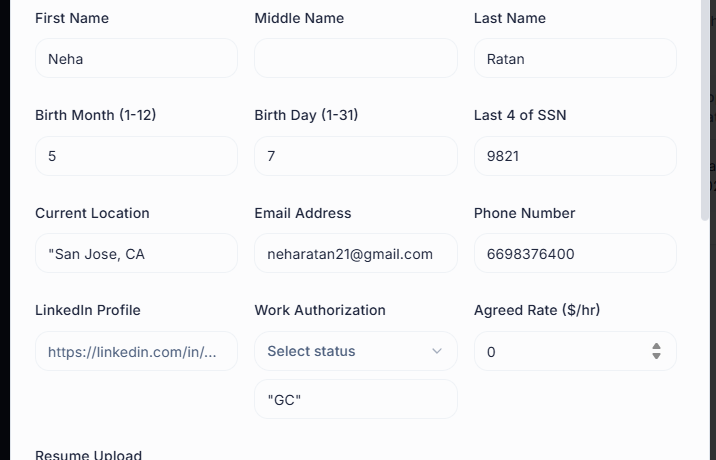 First Name Middle Name Last Name
Neha Ratan
Birth Month (1-12) Birth Day (1-31) Last 4 of SSN
5 7 9821
Current Location Email Address Phone Number
"San Jose, CA neharatan21@gmail.com 6698376400
LinkedIn Profile Work Authorization Agreed Rate ($/hr)
https://linkedin.com/in/... Select status 0
"GC"
Resume Upload